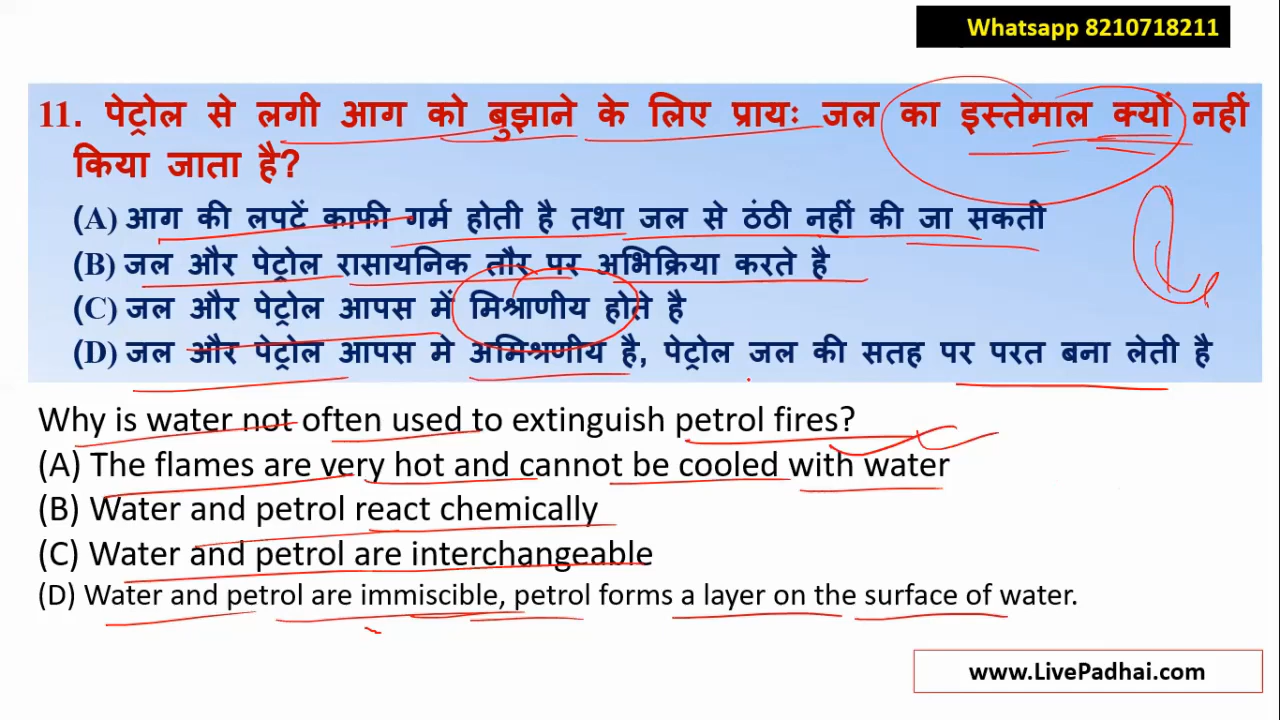 Whatsapp 8210718211
11. पेट्रोल से लगी आग को बुझाने के लिए प्रायः जल का इस्तेमाल क्यों नहीं
किया जाता है?
(A) आग की लपटें काफी गर्म होती है तथा जल से ठंठी नहीं की जा सकती
(B) जल और पेट्रोल रासायनिक तौर पर अभिक्रिया करते है
(C) जल और पेट्रोल आपस में मिश्राणीय होते है
(D) जल और पेट्रोल आपस मे अमिश्रणीय है, पेट्रोल जल की सतह पर परत बना लेती है
Why is water not often used to extinguish petrol fires?
(A) The flames are very hot and cannot be cooled with water
(B) Water and petrol react chemically
(C) Water and petrol are interchangeable
(D) Water and petrol are immiscible, petrol forms a layer on the surface of water.
www.LivePadhai.com